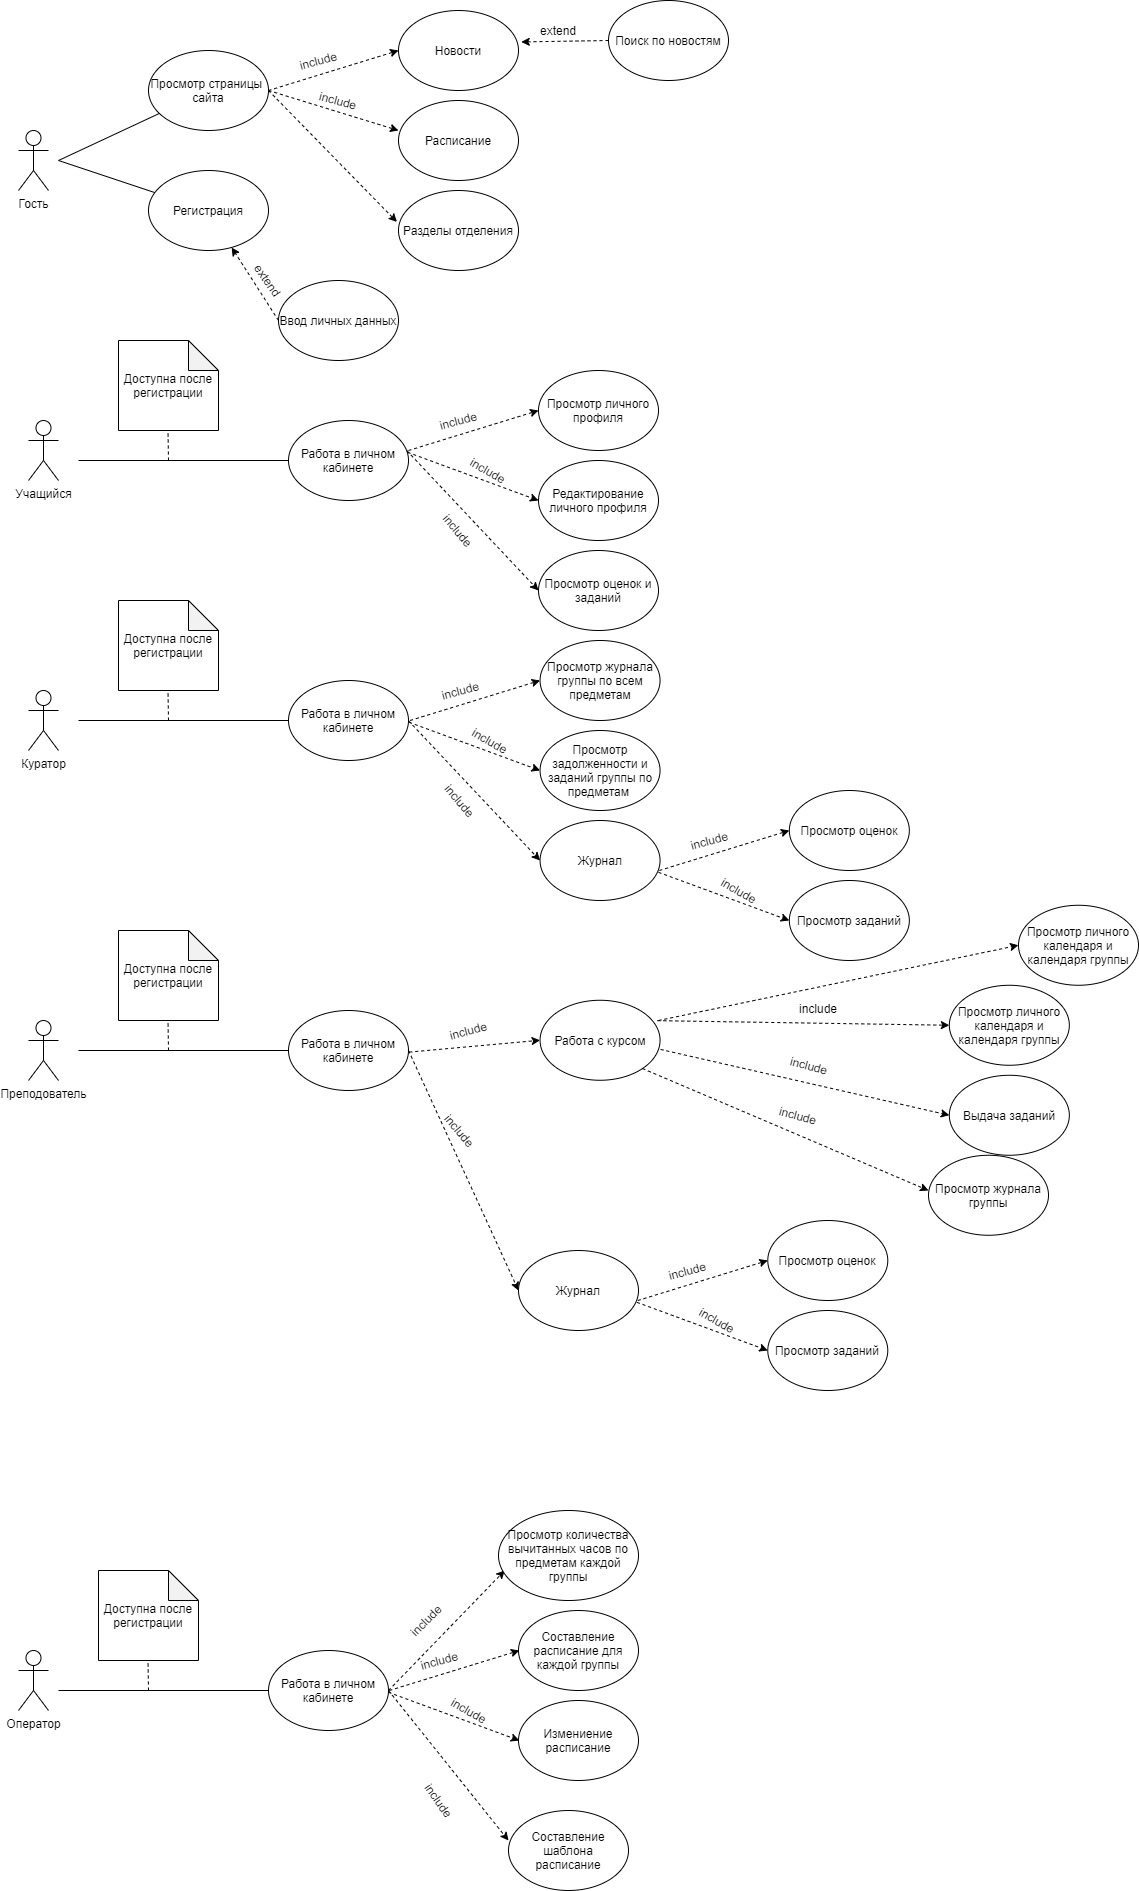 extend
Поиск по новостям
Новости
include
Просмотр страницы
сайта
include
Расписание
Гость
Регистрация
Разделы отделения
extend
Ввод личных данных
Доступна после
регистрации
Просмотр личного
профиля
include
Учащийся
Работа в личном
кабинете
include
Редактирование
личного профиля
include
Просмотр оценок и
заданий
Доступна после
регистрации
Просмотр журнала
группы по всем
предметам
include
Куратор
Работа в личном
кабинете
include
Просмотр
задолженности и
заданий группы по
предметам
include
Журнал
include
Просмотр оценок
include
Просмотр заданий
Просмотр личного
календаря и
календаря группы
Доступна после
регистрации
Преподователь
Работа в личном
кабинете
include
Работа с курсом
include
Просмотр личного
календаря и
календаря группы
include
Выдача заданий
include
Просмотр журнала
группы
include
Журнал
include
Просмотр оценок
include
Просмотр заданий
Просмотр количества
вычитанных часов по
предметам каждой
группы
Доступна после
регистрации
include
Составление
расписание для
каждой группы
include
Оператор
Работа в личном
кабинете
include
Измениение
расписание
include
Составление
шаблона
расписание